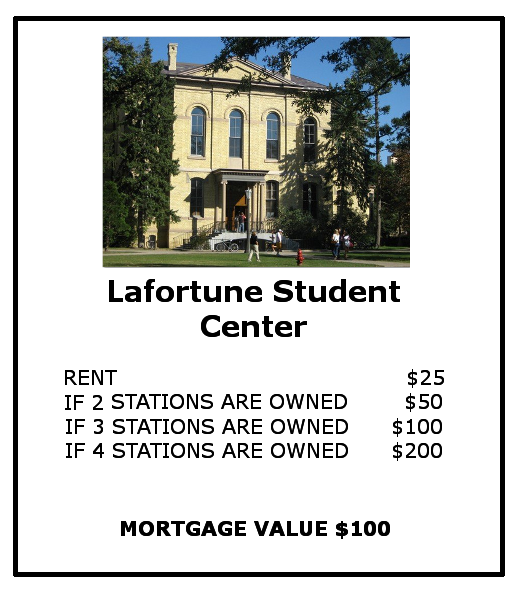 Lafortune Student
Center
RENT $25
IF 2 STATIONS ARE OWNED $50
IF 3 STATIONS ARE OWNED $100
IF 4 STATIONS ARE OWNED $200
MORTGAGE VALUE $100